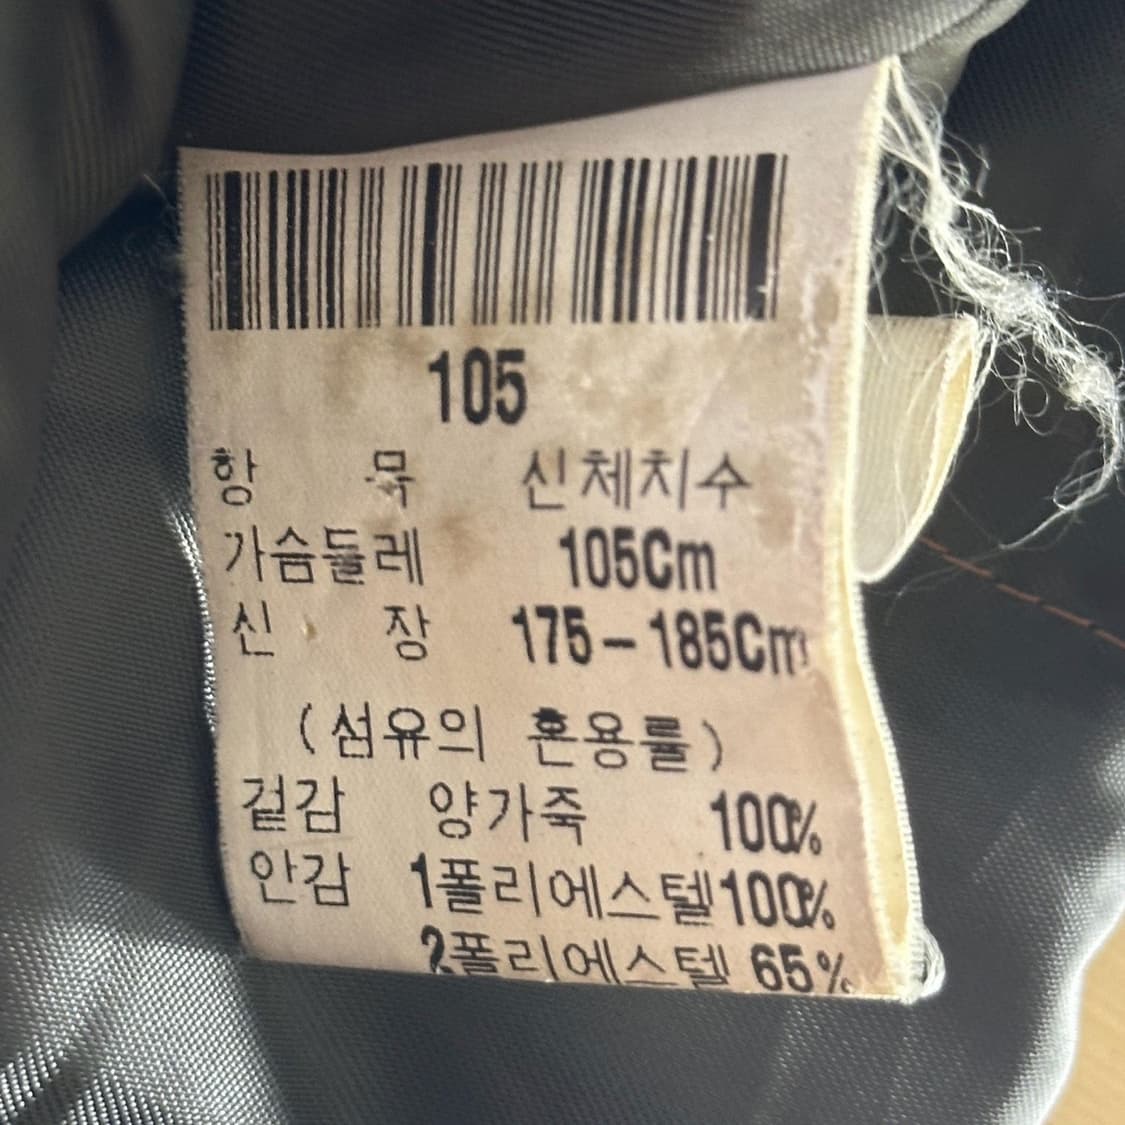 105
항 목 신체치수
가슴둘레 105Cm
신 장 175-185Cm
(섬유의 혼용률)
겉감 양가죽 100%
안감 1폴리에스텔100%
2폴리에스텔 65%